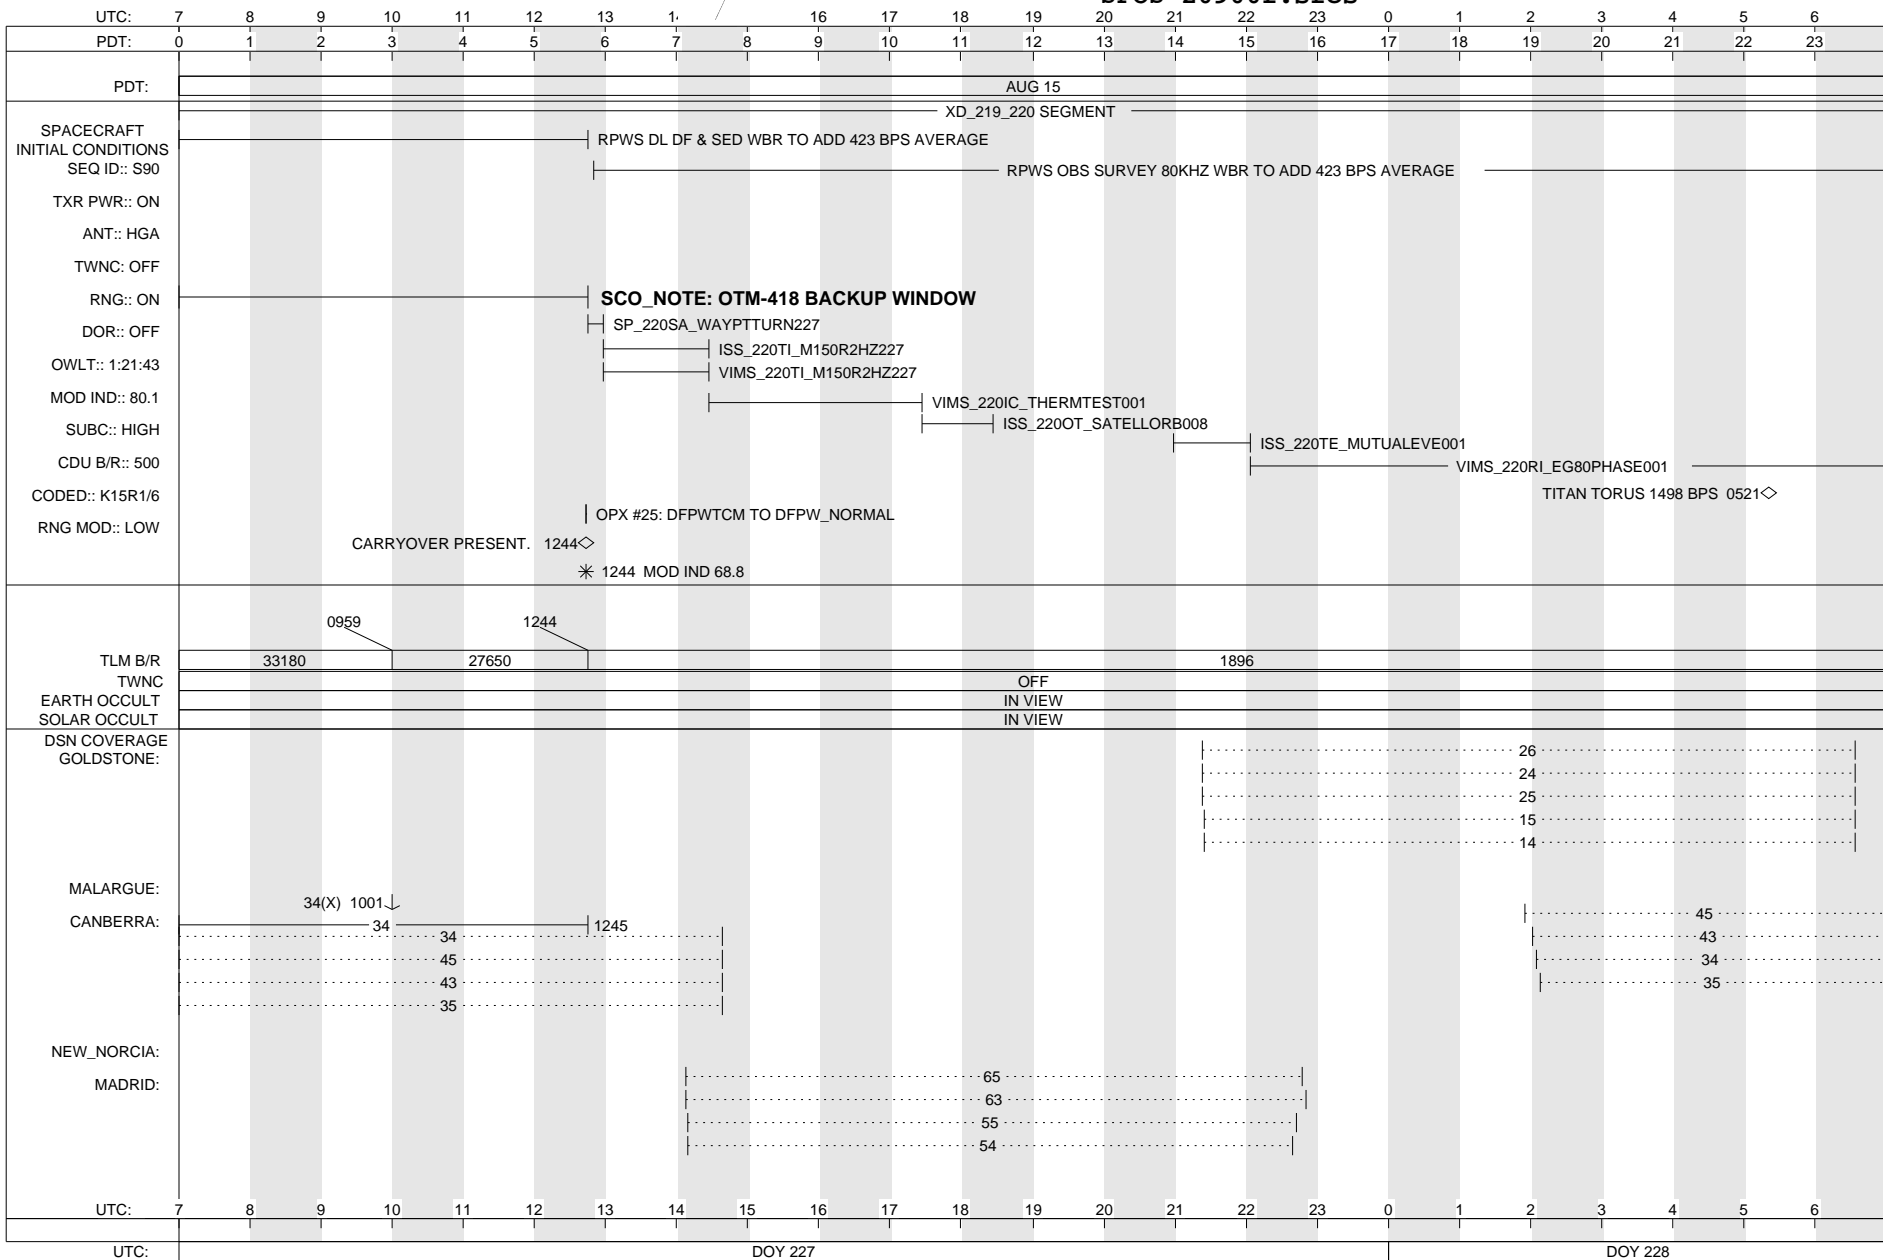 UTC: 7 8 9 10 11 12 13 16 17 18 19 20 21 22 23 0 1 2 3 4 5 6
PDT: 0 1 2 3 4 5 6 7 8 9 10 11 12 13 14 15 16 17 18 19 20 21 22 23
PDT: AUG 15
XD_219_220 SEGMENT
SPACECRAFT
INITIAL CONDITIONS
RPWS DL DF & SED WBR TO ADD 423 BPS AVERAGE
SEQ ID:: S90
RPWS OBS SURVEY 80KHZ WBR TO ADD 423 BPS AVERAGE
TXR PWR:: ON
ANT:: HGA
TWNC: OFF
RNG:: ON
SCO_NOTE: OTM-418 BACKUP WINDOW
DOR:: OFF
SP_220SA_WAYPTTURN227
ISS_220TI_M150R2HZ227
OWLT:: 1:21:43
VIMS_220TI_M150R2HZ227
MOD IND:: 80.1
VIMS_220IC_THERMTEST001
SUBC:: HIGH
ISS_220OT_SATELLORB008
ISS_220TE_MUTUALEVE001
CDU B/R:: 500
VIMS_220RI_EG80PHASE001
CODED:: K15R1/6
TITAN TORUS 1498 BPS 0521
RNG MOD:: LOW
OPX #25: DFPWTCM TO DFPW_NORMAL
CARRYOVER PRESENT. 1244
1244 MOD IND 68.8
0959 1244
TLM B/R 33180 27650 1896
TWNC OFF
EARTH OCCULT IN VIEW
SOLAR OCCULT IN VIEW
DSN COVERAGE
GOLDSTONE:
26
24
25
15
14
MALARGUE:
34(X) 1001
CANBERRA:
34 1245
45
34
43
45
34
43
35
35
NEW_NORCIA:
MADRID:
65
63
55
54
UTC: 7 8 9 10 11 12 13 14 15 16 17 18 19 20 21 22 23 0 1 2 3 4 5 6
UTC: DOY 227 DOY 228